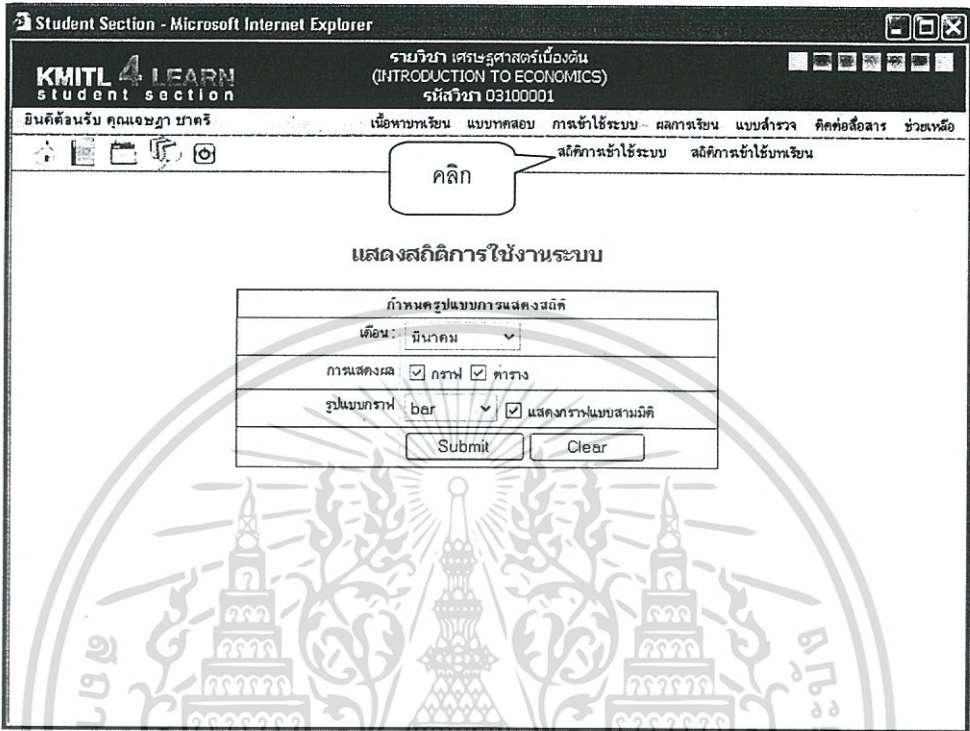 Student Section - Microsoft Internet Explorer
KMITL 4 LEARN
student section
รายวิชา เศรษฐศาสตร์เบื้องต้น
(INTRODUCTION TO ECONOMICS)
รหัสวิชา 03100001
ยินดีต้อนรับ คุณเจษฎา ชาตรี
เนื้อหาบทเรียน แบบทดสอบ การเข้าใช้ระบบ ผลการเรียน แบบสำรวจ ติดต่อสื่อสาร ช่วยเหลือ
สถิติการเข้าใช้ระบบ สถิติการเข้าใช้บทเรียน
คลิก
แสดงสถิติการใช้งานระบบ
กำหนดรูปแบบการแสดงสถิติ
เดือน : มีนาคม
การแสดงผล กราฟ ตาราง
รูปแบบกราฟ bar แสดงกราฟแบบสามมิติ
Submit Clear